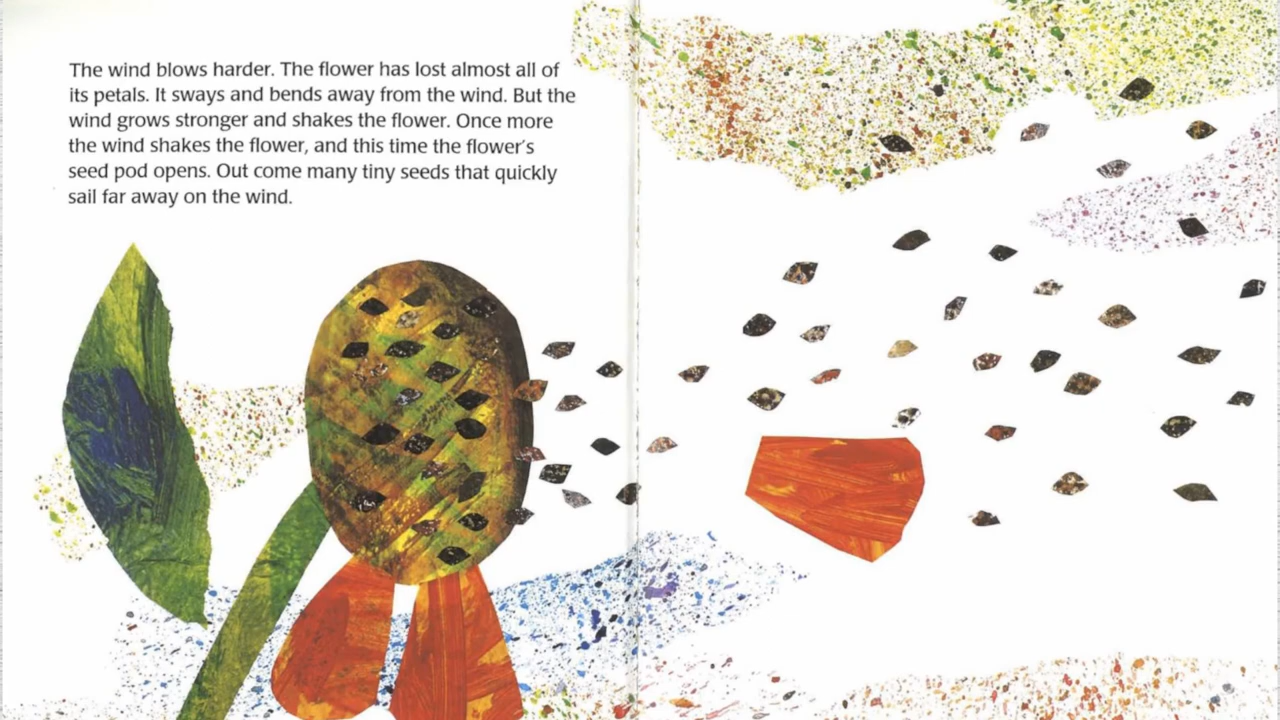 The wind blows harder. The flower has lost almost all of
its petals. It sways and bends away from the wind. But the
wind grows stronger and shakes the flower. Once more
the wind shakes the flower, and this time the flower's
seed pod opens. Out come many tiny seeds that quickly
sail far away on the wind.